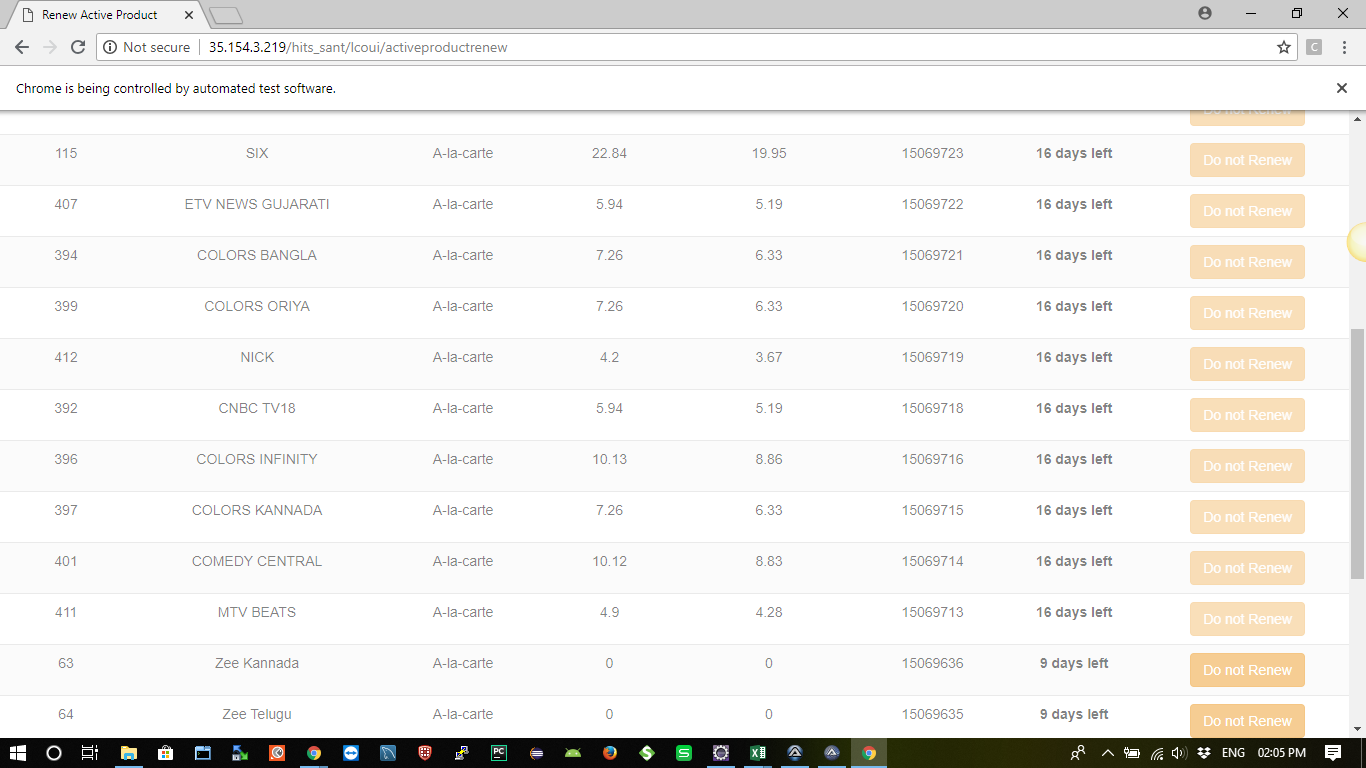 Renew Active Product
Not secure 35.154.3.219/hits_sant/lcoui/activeproductrenew C
Chrome is being controlled by automated test software.
Do not Renew
115 SIX A-la-carte 22.84 19.95 15069723 16 days left Do not Renew
407 ETV NEWS GUJARATI A-la-carte 5.94 5.19 15069722 16 days left Do not Renew
394 COLORS BANGLA A-la-carte 7.26 6.33 15069721 16 days left Do not Renew
399 COLORS ORIYA A-la-carte 7.26 6.33 15069720 16 days left Do not Renew
412 NICK A-la-carte 4.2 3.67 15069719 16 days left Do not Renew
392 CNBC TV18 A-la-carte 5.94 5.19 15069718 16 days left Do not Renew
396 COLORS INFINITY A-la-carte 10.13 8.86 15069716 16 days left Do not Renew
397 COLORS KANNADA A-la-carte 7.26 6.33 15069715 16 days left Do not Renew
401 COMEDY CENTRAL A-la-carte 10.12 8.83 15069714 16 days left Do not Renew
411 MTV BEATS A-la-carte 4.9 4.28 15069713 16 days left Do not Renew
63 Zee Kannada A-la-carte 0 0 15069636 9 days left Do not Renew
64 Zee Telugu A-la-carte 0 0 15069635 9 days left Do not Renew
PC ENG 02:05 PM